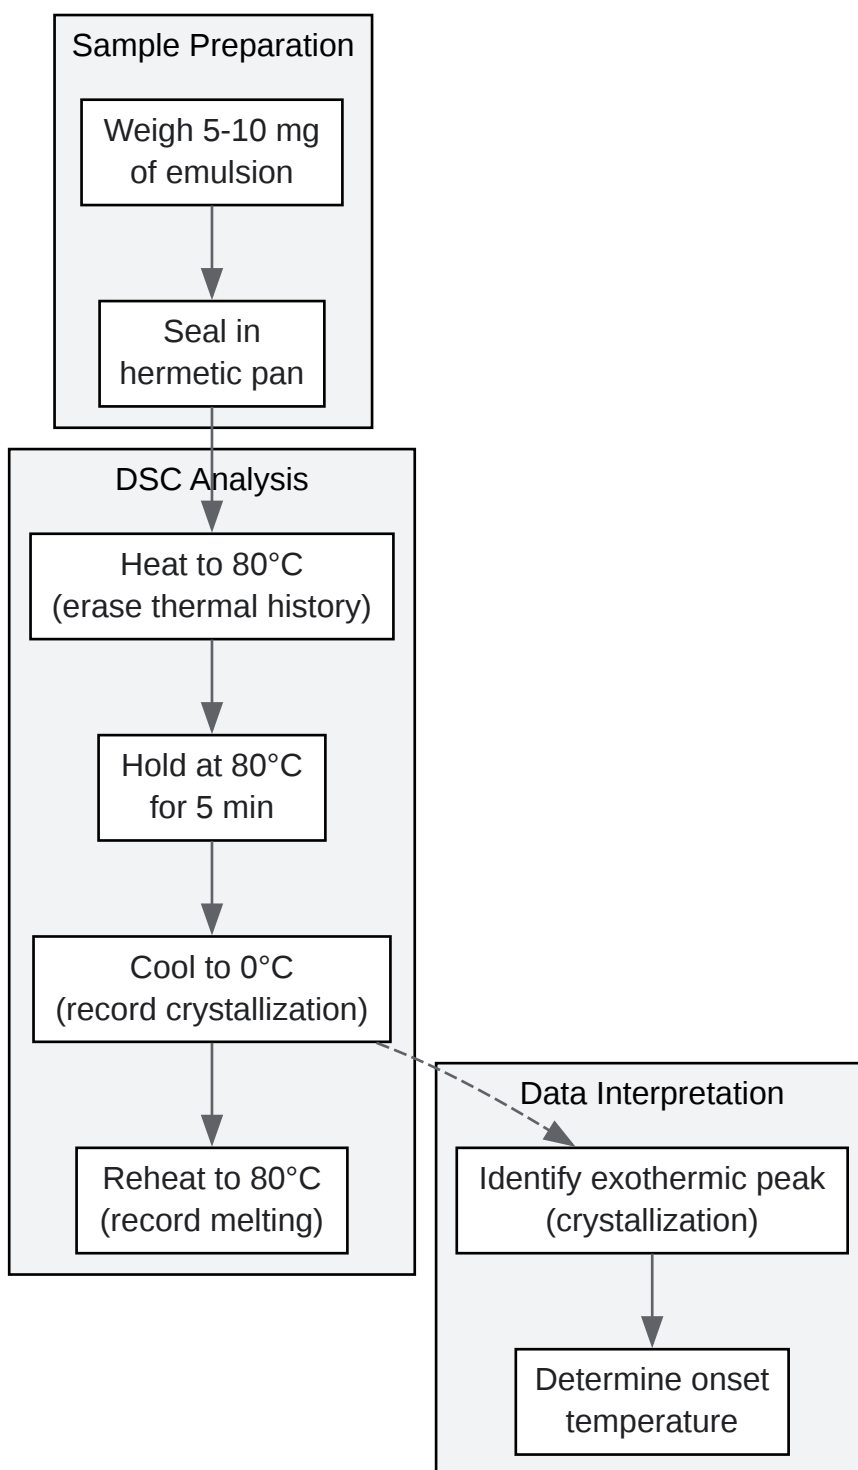 Sample Preparation
Weigh 5-10 mg
of emulsion
Seal in
hermetic pan
DSC Analysis
Heat to 80°C
(erase thermal history)
Hold at 80°C
for 5 min
Cool to 0°C
(record crystallization)
Reheat to 80°C
(record melting)
Data Interpretation
Identify exothermic peak
(crystallization)
Determine onset
temperature